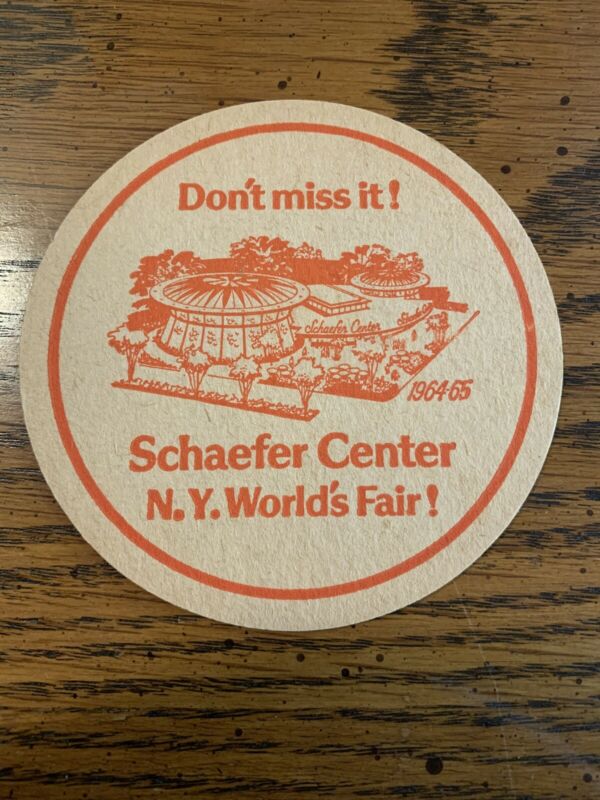 Don't miss it!
Schaefer Center
1964-65
Schaefer Center
N.Y. World's Fair!